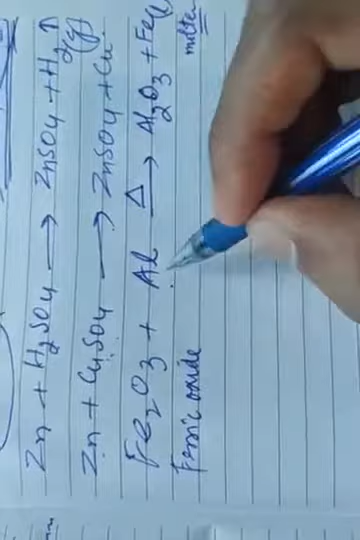 Zn + H2SO4 → ZnSO4 + H2↑(g)
Zn + CuSO4 → ZnSO4 + Cu
Fe2O3 + Al —Δ→ Al2O3 + Fe(l)
Ferric oxide molten